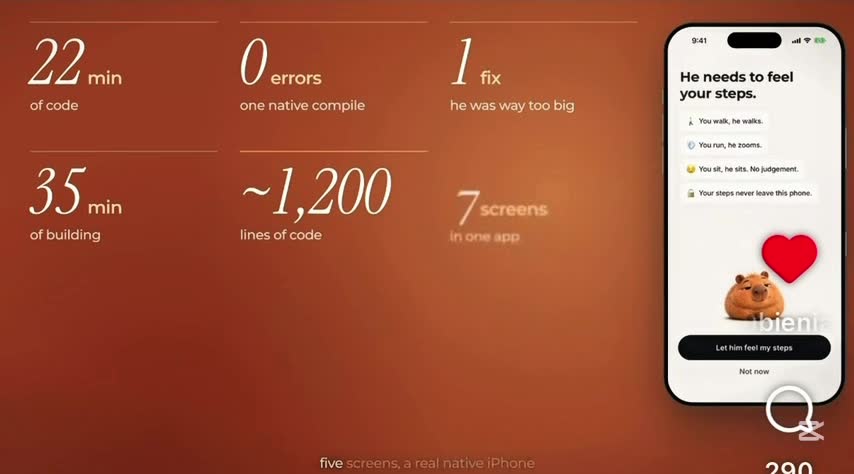 22 min
of code
0 errors
one native compile
1 fix
he was way too big
35 min
of building
~1,200
lines of code
7 screens
in one app
9:41
He needs to feel
your steps.
You walk, he walks.
You run, he zooms.
You sit, he sits. No judgement.
Your steps never leave this phone.
Let him feel my steps
Not now
five screens, a real native iPhone
290